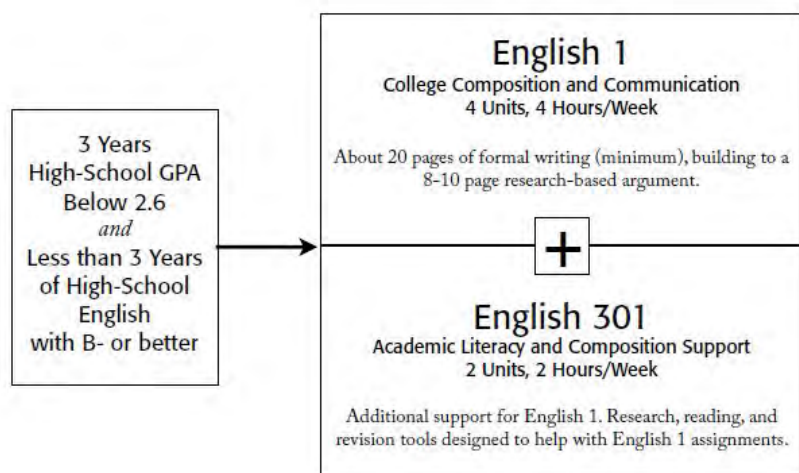 3 Years
High-School GPA
Below 2.6
and
Less than 3 Years
of High-School
English
with B- or better
English 1
College Composition and Communication
4 Units, 4 Hours/Week
About 20 pages of formal writing (minimum), building to a
8-10 page research-based argument.
+
English 301
Academic Literacy and Composition Support
2 Units, 2 Hours/Week
Additional support for English 1. Research, reading, and
revision tools designed to help with English 1 assignments.